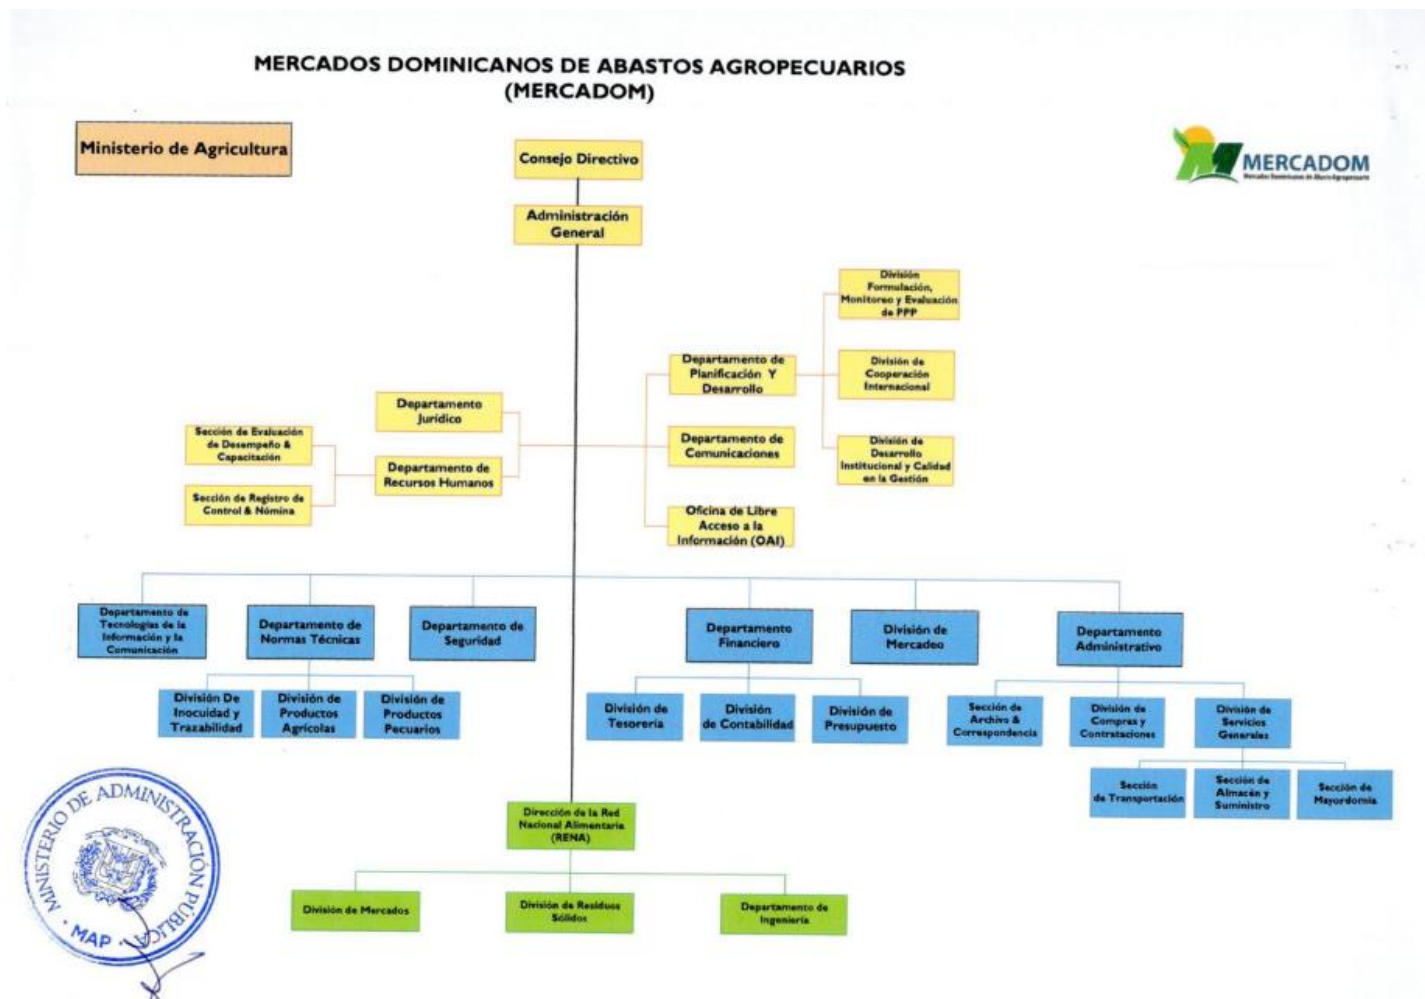 MERCADOS DOMINICANOS DE ABASTOS AGROPECUARIOS
(MERCADOM)
Ministerio de Agricultura
Consejo Directivo
MERCADOM
Mercados Dominicanos de Abasto Agropecuario
Administración
General
División
Formulación,
Monitoreo y Evaluación
de PPP
Departamento de
Planificación Y
Desarrollo
División de
Cooperación
Internacional
Departamento
Jurídico
Sección de Evaluación
de Desempeño &
Capacitación
Departamento de
Comunicaciones
División de
Desarrollo
Institucional y Calidad
en la Gestión
Departamento de
Recursos Humanos
Sección de Registro de
Control & Nómina
Oficina de Libre
Acceso a la
Información (OAI)
Departamento de
Tecnologías de la
Información y la
Comunicación
Departamento de
Normas Técnicas
Departamento de
Seguridad
Departamento
Financiero
División de
Mercadeo
Departamento
Administrativo
División De
Inocuidad y
Trazabilidad
División de
Productos
Agrícolas
División de
Productos
Pecuarios
División de
Tesorería
División
de Contabilidad
División de
Presupuesto
Sección de
Archivo &
Correspondencia
División de
Compras y
Contrataciones
División de
Servicios
Generales
Sección
de Transportación
Sección de
Almacén y
Suministro
Sección de
Mayordomía
Dirección de la Red
Nacional Alimentaria
(RENA)
División de Mercados
División de Residuos
Sólidos
Departamento de
Ingeniería
MINISTERIO DE ADMINISTRACIÓN PÚBLICA
· MAP ·